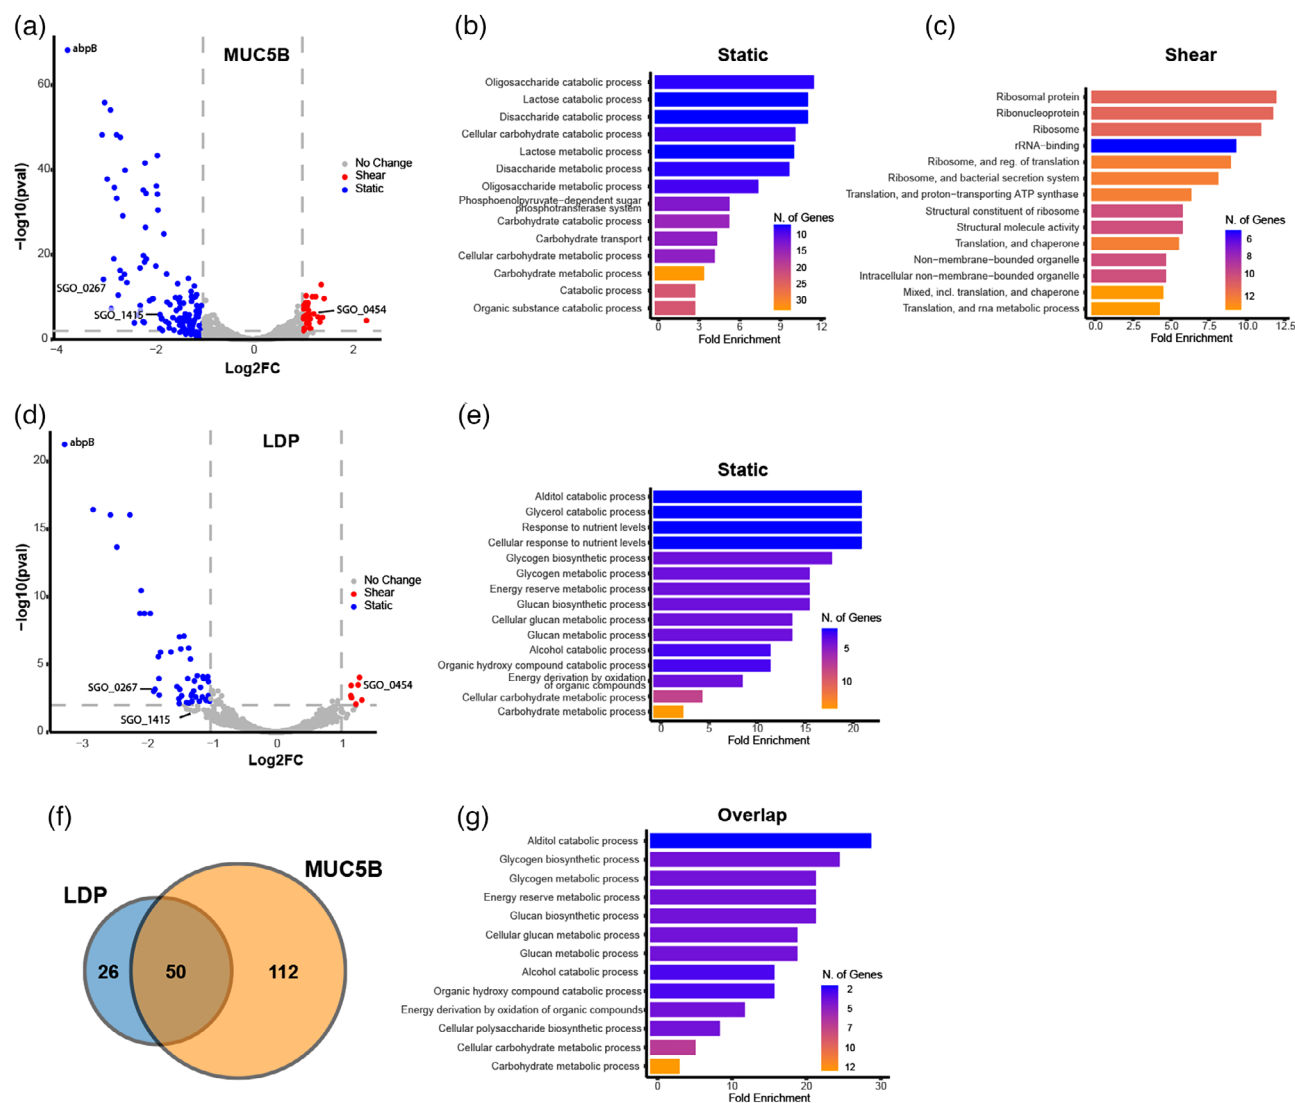 (a)
MUC5B
abpB
−log10(pval)
60
40
20
0
SGO_0267
SGO_1415
SGO_0454
No Change
Shear
Static
−4
−2
0
2
Log2FC
(b)
Static
Oligosaccharide catabolic process
Lactose catabolic process
Disaccharide catabolic process
Cellular carbohydrate catabolic process
Lactose metabolic process
Disaccharide metabolic process
Oligosaccharide metabolic process
Phosphoenolpyruvate−dependent sugar
phosphotransferase system
Carbohydrate catabolic process
Carbohydrate transport
Cellular carbohydrate metabolic process
Carbohydrate metabolic process
Catabolic process
Organic substance catabolic process
N. of Genes
10
15
20
25
30
0 3 6 9 12
Fold Enrichment
(c)
Shear
Ribosomal protein
Ribonucleoprotein
Ribosome
rRNA−binding
Ribosome, and reg. of translation
Ribosome, and bacterial secretion system
Translation, and proton−transporting ATP synthase
Structural constituent of ribosome
Structural molecule activity
Translation, and chaperone
Non−membrane−bounded organelle
Intracellular non−membrane−bounded organelle
Mixed, incl. translation, and chaperone
Translation, and rna metabolic process
N. of Genes
6
8
10
12
0.0 2.5 5.0 7.5 10.0 12.5
Fold Enrichment
(d)
LDP
abpB
−log10(pval)
20
15
10
5
0
SGO_0267
SGO_1415
SGO_0454
No Change
Shear
Static
−3
−2
−1
0
1
Log2FC
(e)
Static
Alditol catabolic process
Glycerol catabolic process
Response to nutrient levels
Cellular response to nutrient levels
Glycogen biosynthetic process
Glycogen metabolic process
Energy reserve metabolic process
Glucan biosynthetic process
Cellular glucan metabolic process
Glucan metabolic process
Alcohol catabolic process
Organic hydroxy compound catabolic process
Energy derivation by oxidation
of organic compounds
Cellular carbohydrate metabolic process
Carbohydrate metabolic process
N. of Genes
5
10
0 5 10 15 20
Fold Enrichment
(f)
LDP
MUC5B
26
50
112
(g)
Overlap
Alditol catabolic process
Glycogen biosynthetic process
Glycogen metabolic process
Energy reserve metabolic process
Glucan biosynthetic process
Cellular glucan metabolic process
Glucan metabolic process
Alcohol catabolic process
Organic hydroxy compound catabolic process
Energy derivation by oxidation of organic compounds
Cellular polysaccharide biosynthetic process
Cellular carbohydrate metabolic process
Carbohydrate metabolic process
N. of Genes
2
5
7
10
12
0 10 20 30
Fold Enrichment